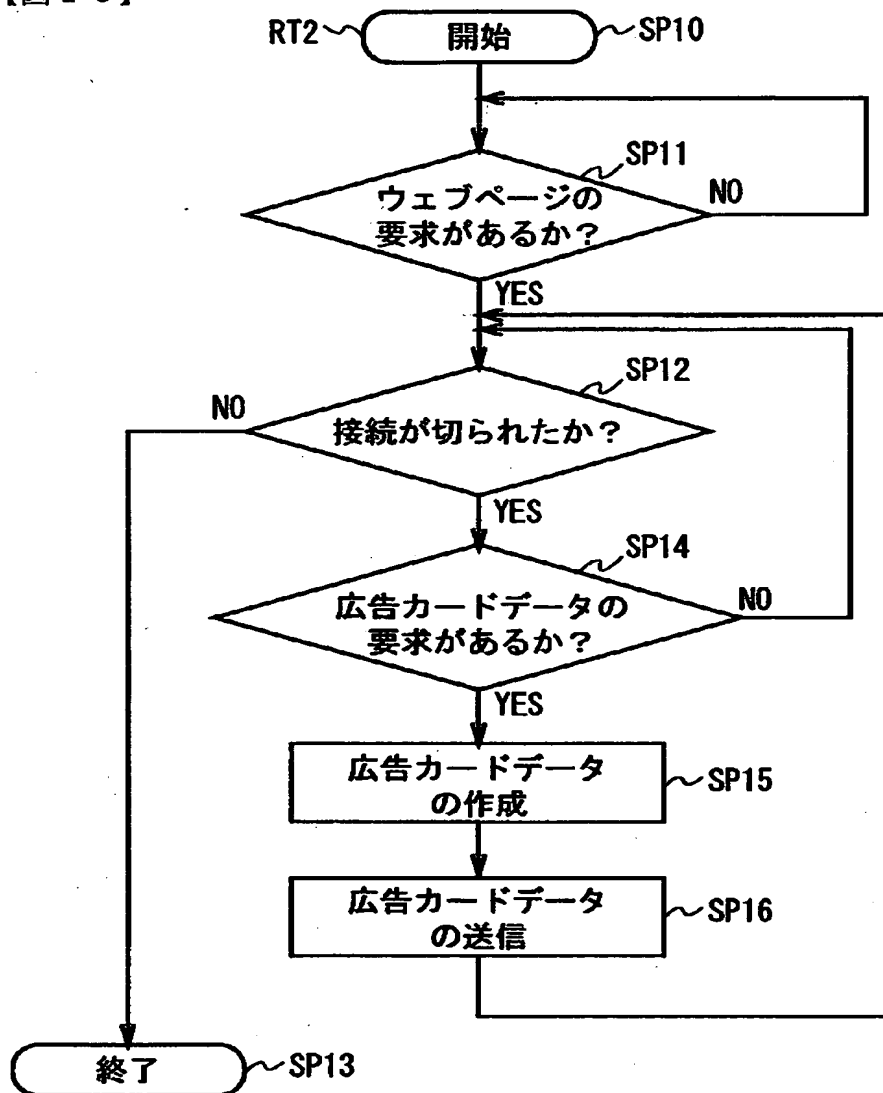 RT2 開始 SP10
SP11
ウェブページの
要求があるか?
NO
YES
SP12
NO
接続が切られたか?
YES
SP14
広告カードデータの
要求があるか?
NO
YES
広告カードデータ
の作成
SP15
広告カードデータ
の送信
SP16
終了 SP13